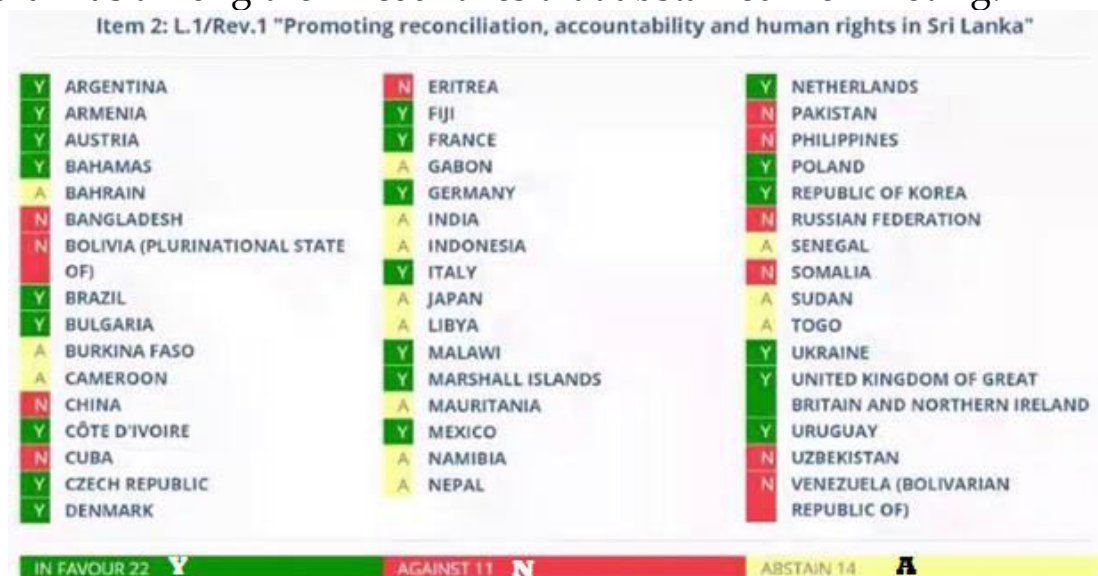 Item 2: L.1/Rev.1 "Promoting reconciliation, accountability and human rights in Sri Lanka"
Y ARGENTINA
Y ARMENIA
Y AUSTRIA
Y BAHAMAS
A BAHRAIN
N BANGLADESH
N BOLIVIA (PLURINATIONAL STATE
OF)
Y BRAZIL
Y BULGARIA
A BURKINA FASO
A CAMEROON
N CHINA
Y CÔTE D'IVOIRE
N CUBA
Y CZECH REPUBLIC
Y DENMARK
N ERITREA
Y FIJI
Y FRANCE
A GABON
Y GERMANY
A INDIA
A INDONESIA
Y ITALY
A JAPAN
A LIBYA
Y MALAWI
Y MARSHALL ISLANDS
A MAURITANIA
Y MEXICO
A NAMIBIA
A NEPAL
Y NETHERLANDS
N PAKISTAN
N PHILIPPINES
Y POLAND
Y REPUBLIC OF KOREA
N RUSSIAN FEDERATION
A SENEGAL
N SOMALIA
A SUDAN
A TOGO
Y UKRAINE
Y UNITED KINGDOM OF GREAT
BRITAIN AND NORTHERN IRELAND
Y URUGUAY
N UZBEKISTAN
N VENEZUELA (BOLIVARIAN
REPUBLIC OF)
IN FAVOUR 22 Y AGAINST 11 N ABSTAIN 14 A